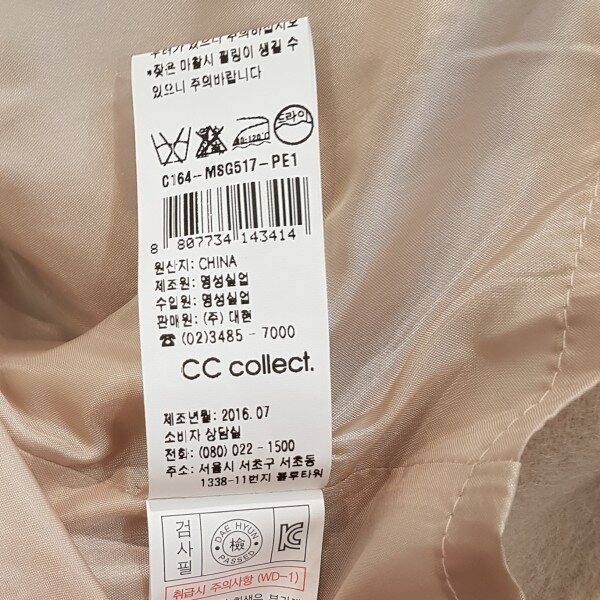 *잦은 마찰시 필링이 생길 수
있으니 주의바랍니다
드라이
80-120℃
C164-MSG517-PE1
8 807734 143414
원산지: CHINA
제조원: 영성실업
수입원: 영성실업
판매원: (주) 대현
☎ (02)3485 - 7000
CC collect.
제조년월: 2016. 07
소비자 상담실
전화: (080) 022 - 1500
주소: 서울시 서초구 서초동
1338-11번지 블루타워
검
사
필
DAE HYUN
檢
PASSED
취급시 주의사항 (WD-1)